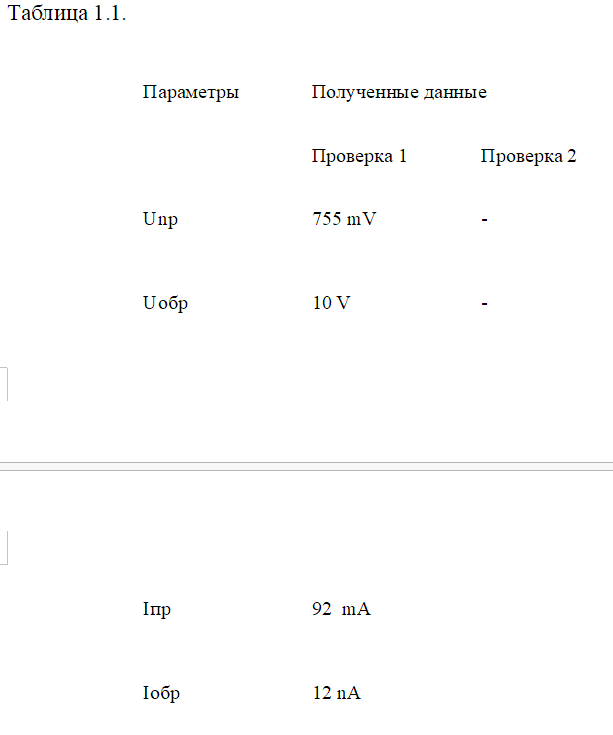 Таблица 1.1.
Параметры Полученные данные
Проверка 1 Проверка 2
Uпр 755 mV -
Uобр 10 V -
Iпр 92 mA
Iобр 12 nA